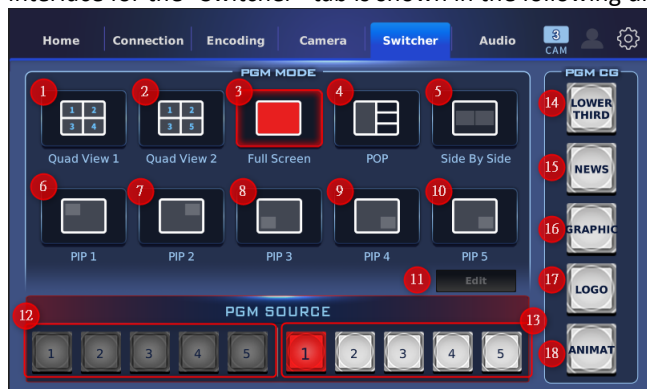 interface for the "Switcher" tab is shown in the following
Home Connection Encoding Camera Switcher Audio 3 CAM
PGM MODE
PGM CG
1 2 3 4 5
1 2 3 4
1 2 3 5
Quad View 1 Quad View 2 Full Screen POP Side By Side
6 7 8 9 10
PIP 1 PIP 2 PIP 3 PIP 4 PIP 5
11 Edit
14 LOWER THIRD
15 NEWS
16 GRAPHIC
17 LOGO
18 ANIMAT
12 PGM SOURCE 13
1 2 3 4 5 1 2 3 4 5